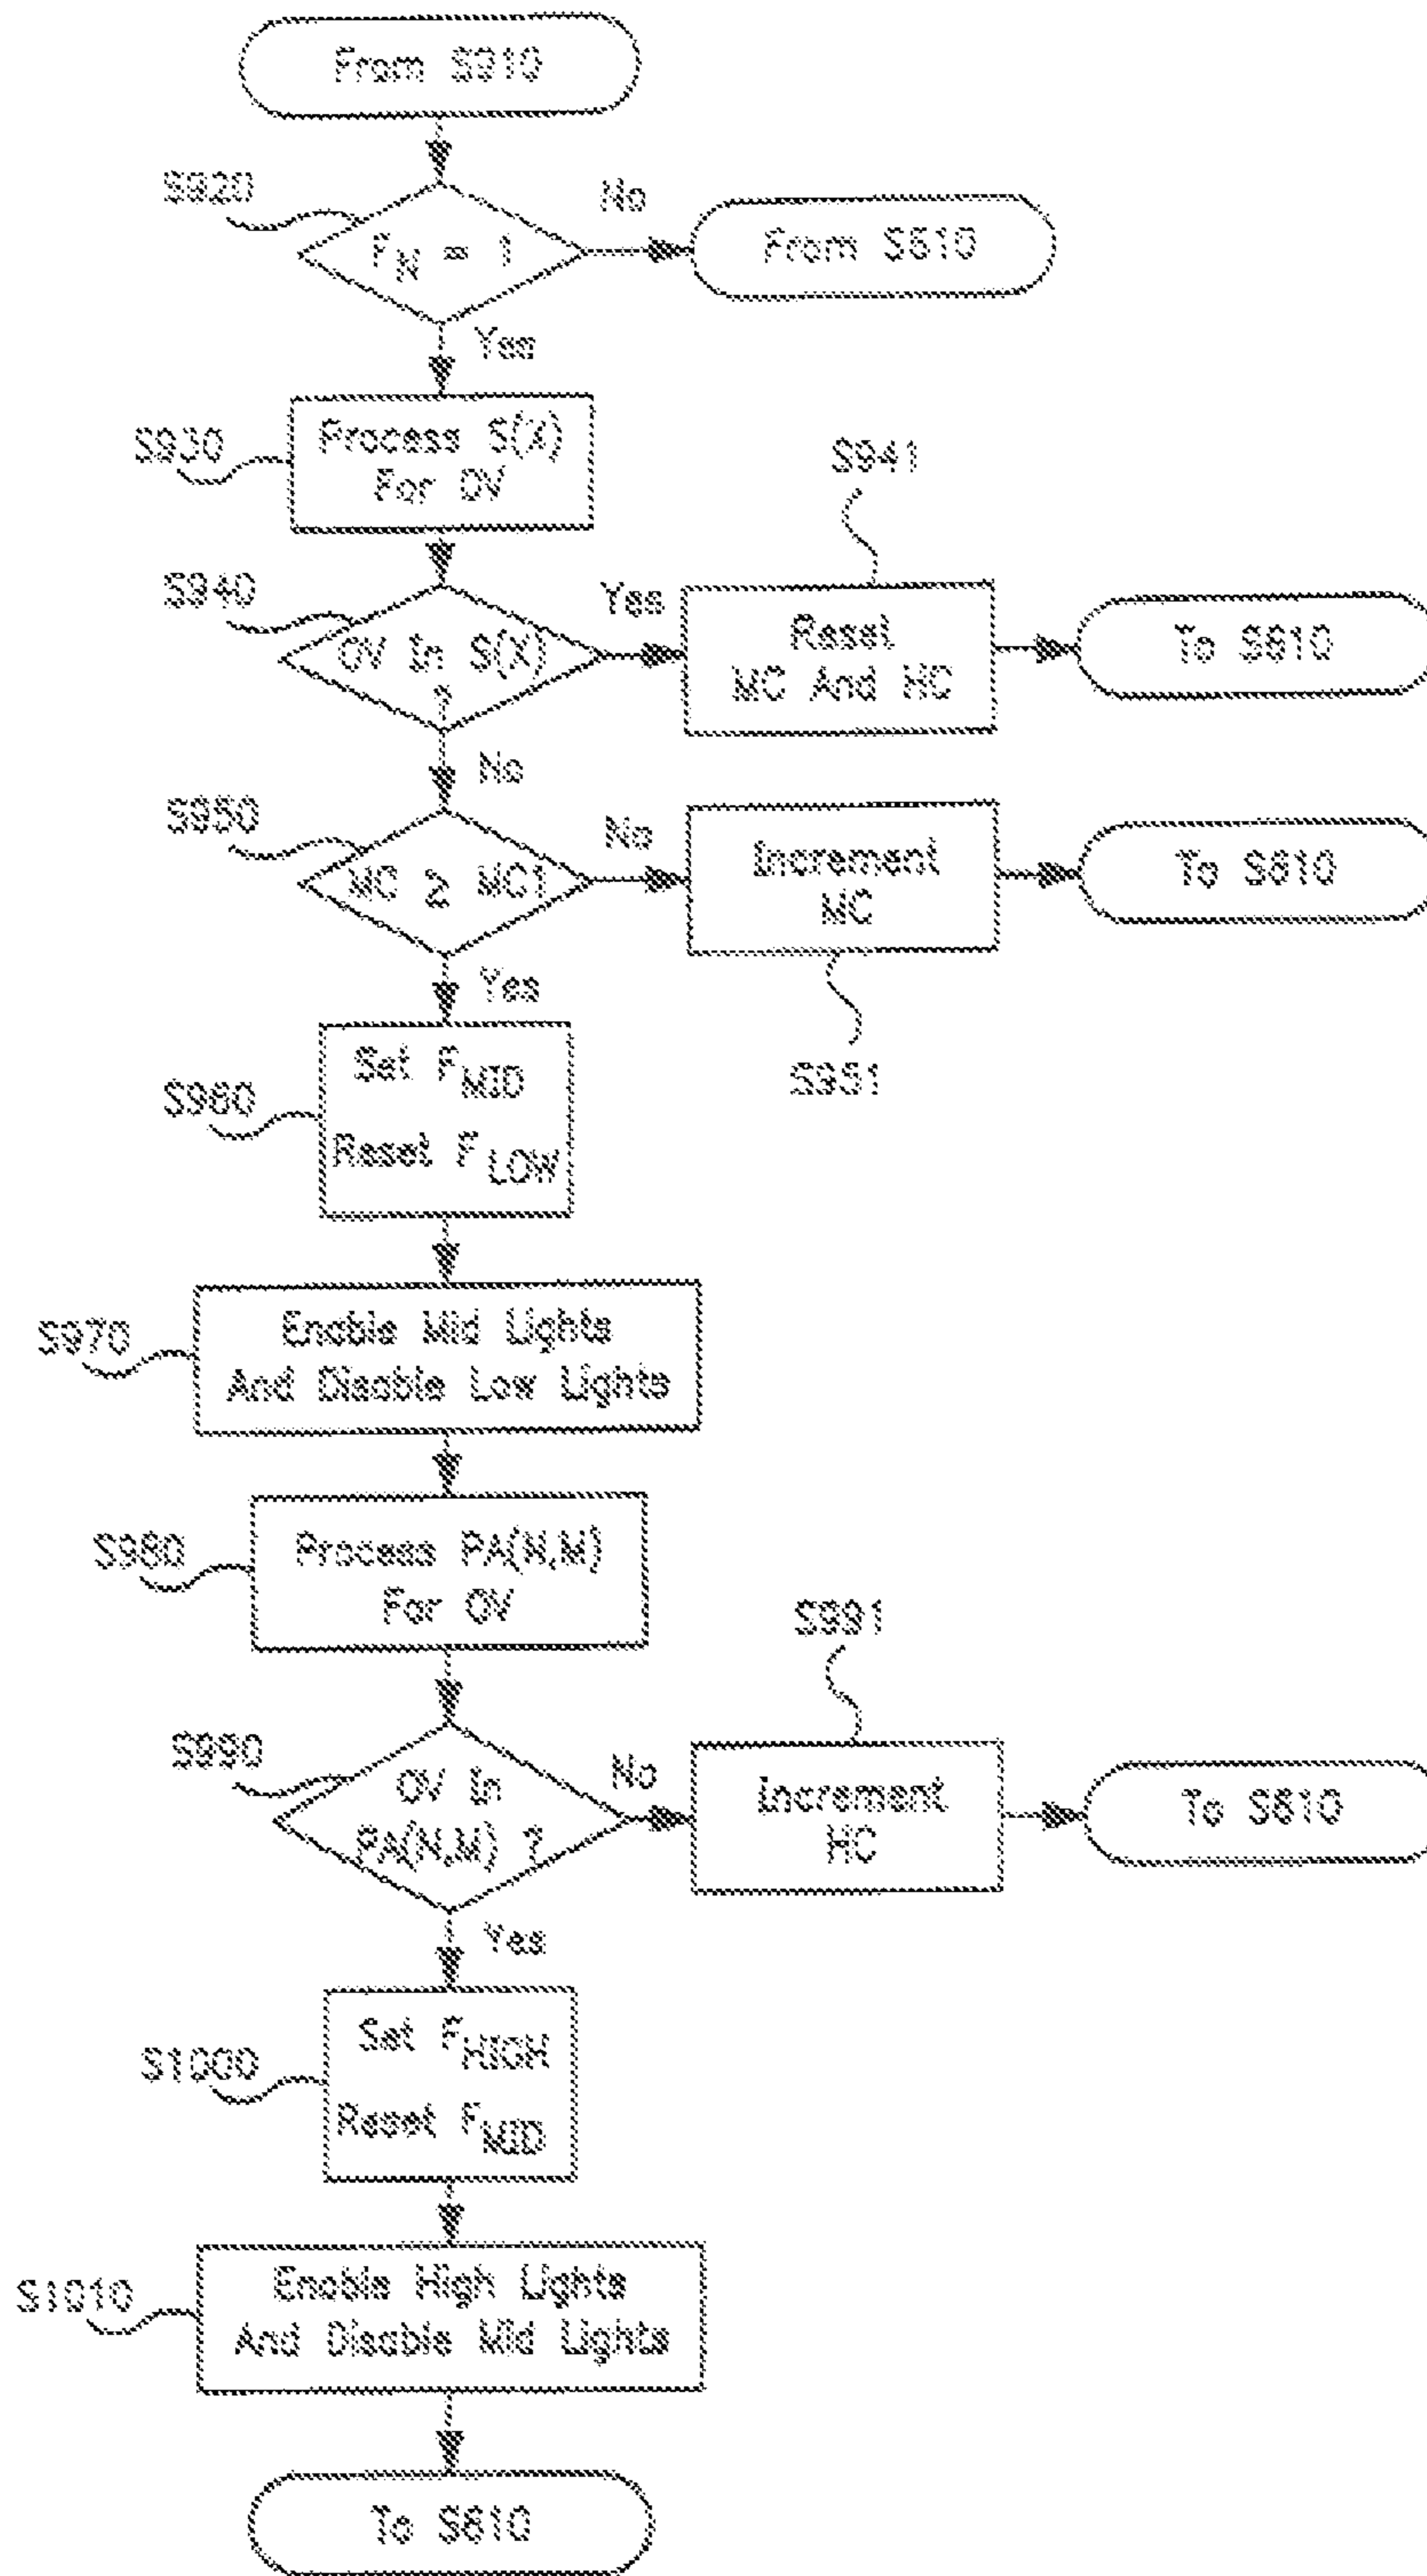 From S910
S920
F_N = 1
No
From S610
Yes
S930
Process S(X)
For OV
S940
OV In S(X)
?
Yes
S941
Reset
MC And HC
To S610
No
S950
MC ≥ MC1
No
Increment
MC
S951
To S610
Yes
S960
Set F_MID
Reset F_LOW
S970
Enable Mid Lights
And Disable Low Lights
S980
Process PA(N,M)
For OV
S990
OV In
PA(N,M) ?
No
S991
Increment
HC
To S610
Yes
S1000
Set F_HIGH
Reset F_MID
S1010
Enable High Lights
And Disable Mid Lights
To S610